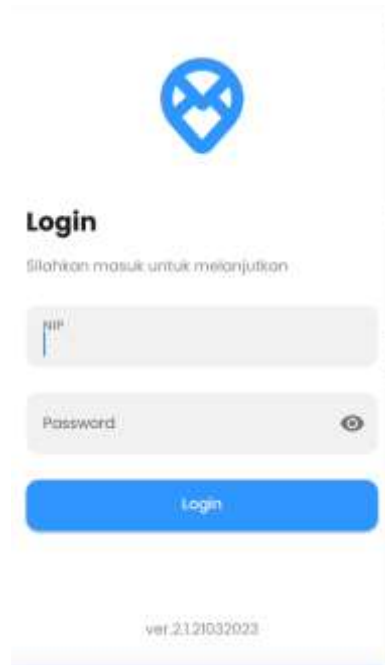 Login
Silahkan masuk untuk melanjutkan
NIP
Password
Login
ver.2.1.21032023